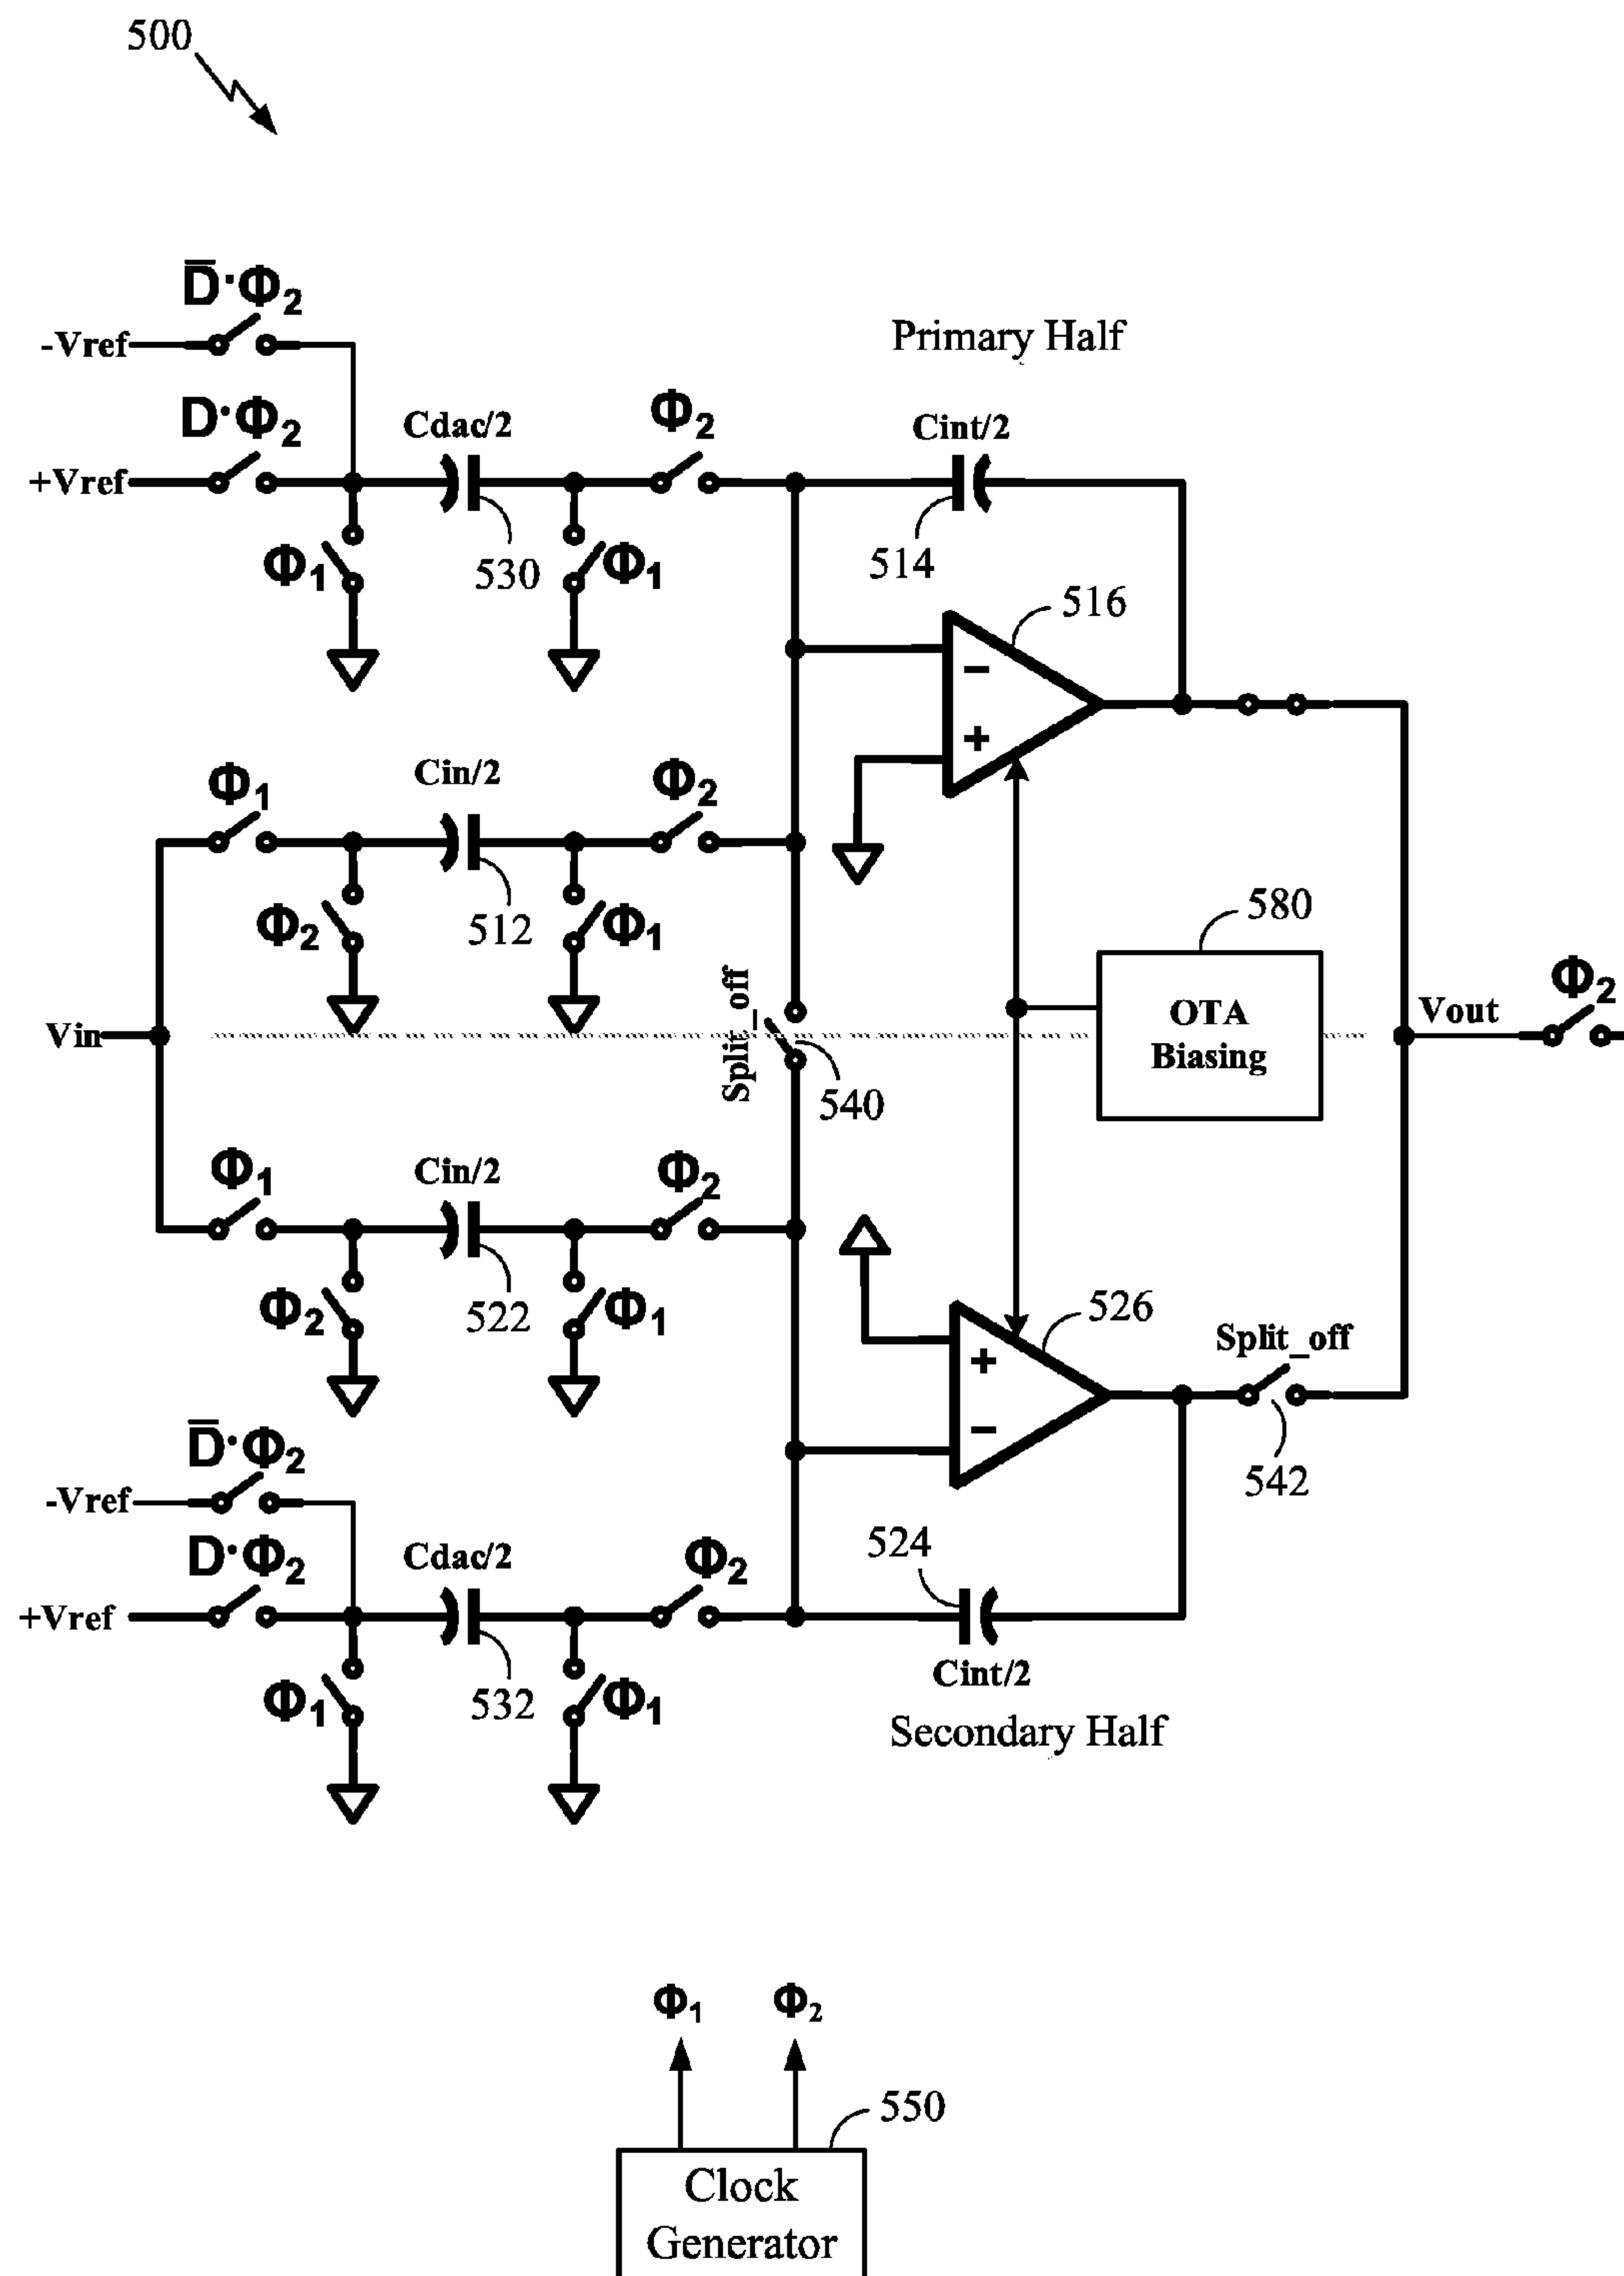 500
D̅·Φ2
-Vref
Primary Half
D·Φ2
Cdac/2
Φ2
Cint/2
+Vref
Φ1
530
Φ1
514
516
−
+
Φ1
Cin/2
Φ2
Φ2
512
Φ1
580
Split_off
OTA
Biasing
Vin
Vout
Φ2
540
Φ1
Cin/2
Φ2
Φ2
522
Φ1
526
+
−
Split_off
542
D̅·Φ2
-Vref
D·Φ2
Cdac/2
Φ2
524
+Vref
Φ1
532
Φ1
Cint/2
Secondary Half
Φ1
Φ2
550
Clock
Generator